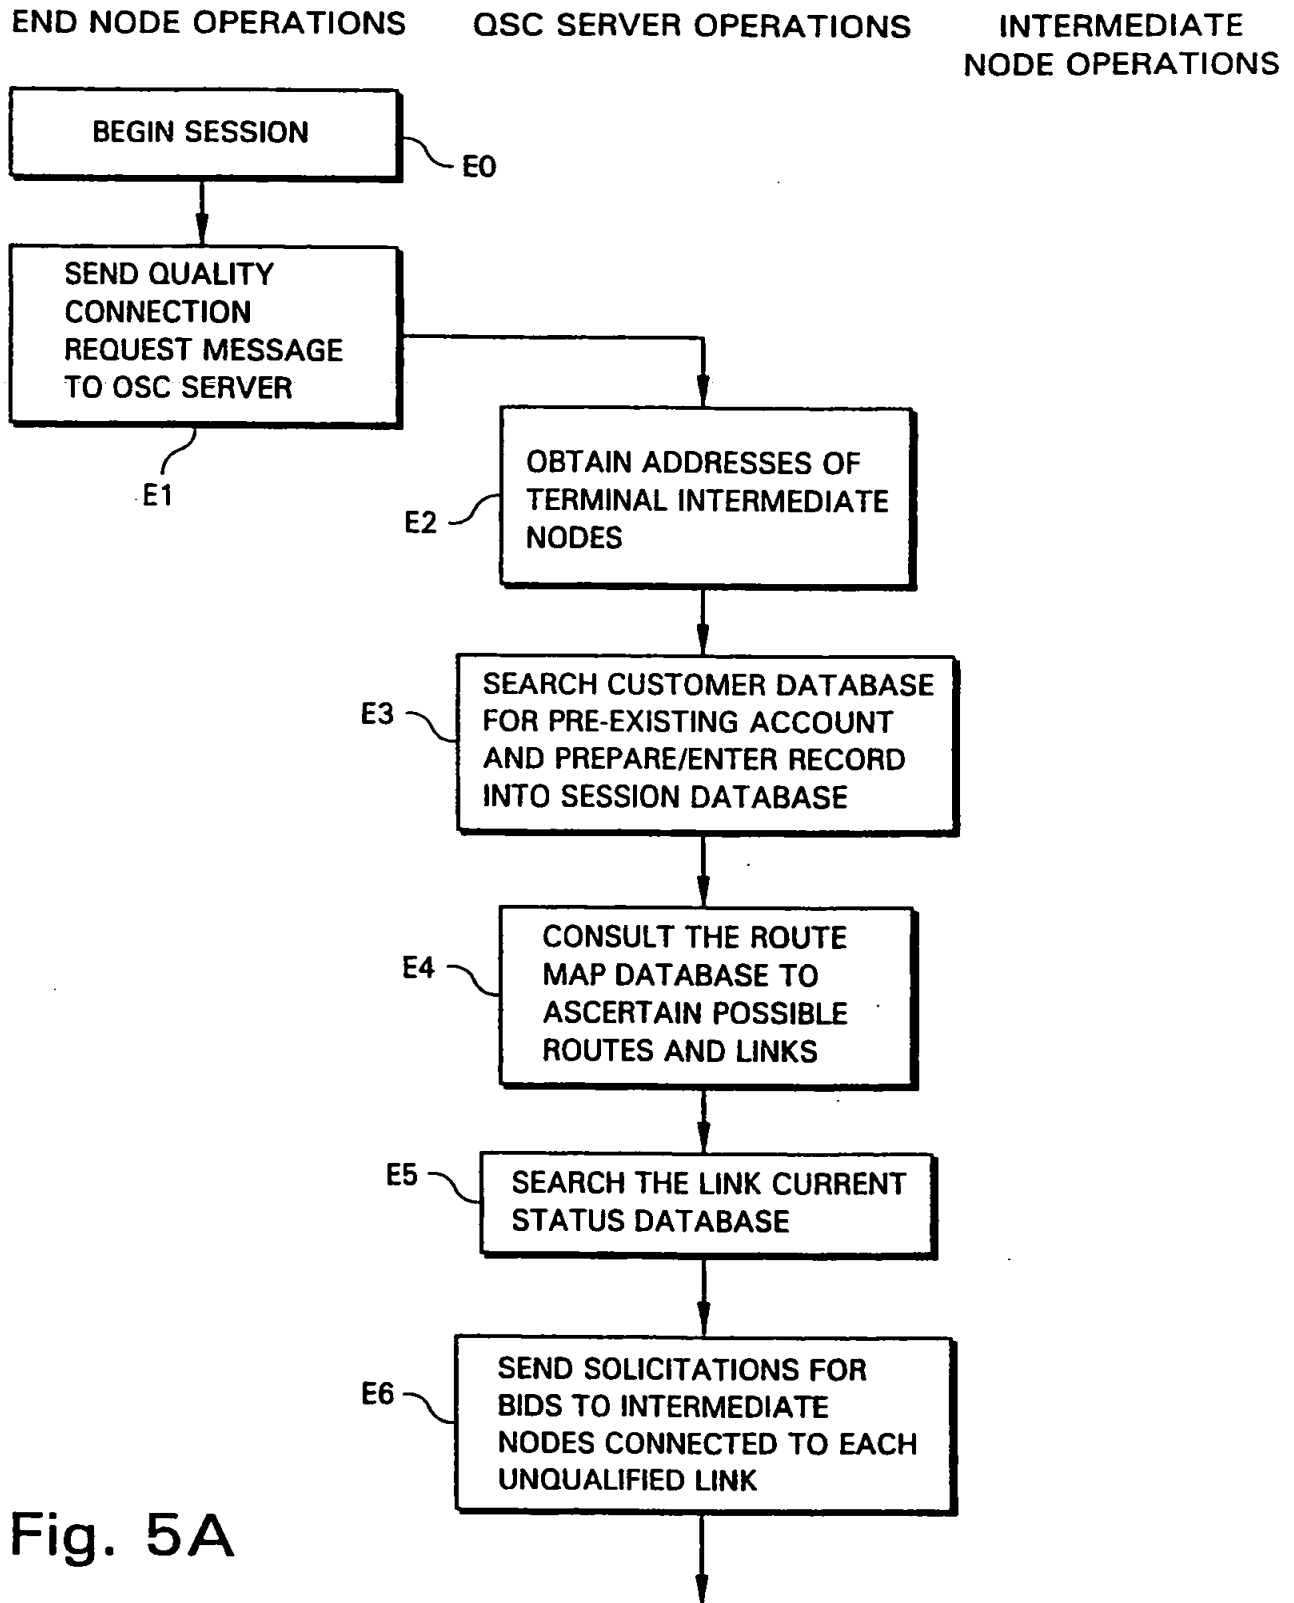 END NODE OPERATIONS
QSC SERVER OPERATIONS
INTERMEDIATE
NODE OPERATIONS
BEGIN SESSION
E0
SEND QUALITY
CONNECTION
REQUEST MESSAGE
TO OSC SERVER
E1
OBTAIN ADDRESSES OF
TERMINAL INTERMEDIATE
NODES
E2
SEARCH CUSTOMER DATABASE
FOR PRE-EXISTING ACCOUNT
AND PREPARE/ENTER RECORD
INTO SESSION DATABASE
E3
CONSULT THE ROUTE
MAP DATABASE TO
ASCERTAIN POSSIBLE
ROUTES AND LINKS
E4
SEARCH THE LINK CURRENT
STATUS DATABASE
E5
SEND SOLICITATIONS FOR
BIDS TO INTERMEDIATE
NODES CONNECTED TO EACH
UNQUALIFIED LINK
E6
Fig. 5A